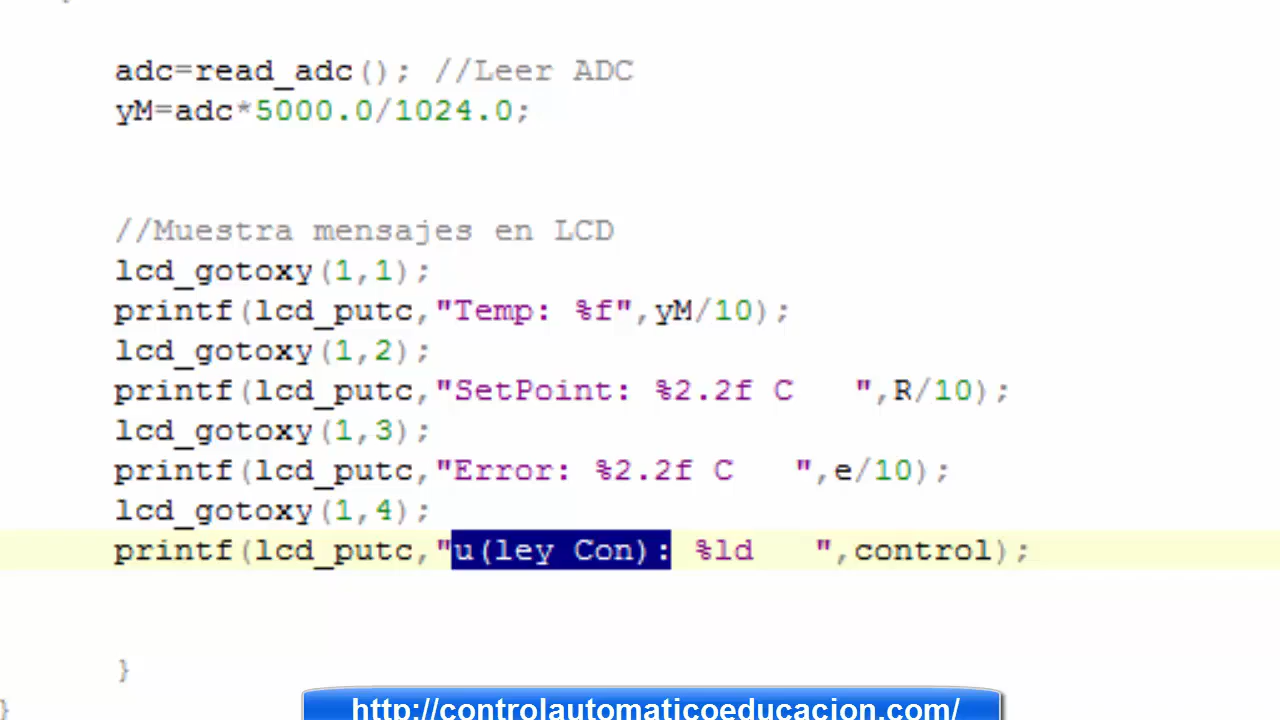 adc=read_adc(); //Leer ADC
yM=adc*5000.0/1024.0;
//Muestra mensajes en LCD
lcd_gotoxy(1,1);
printf(lcd_putc,"Temp: %f",yM/10);
lcd_gotoxy(1,2);
printf(lcd_putc,"SetPoint: %2.2f C   ",R/10);
lcd_gotoxy(1,3);
printf(lcd_putc,"Error: %2.2f C   ",e/10);
lcd_gotoxy(1,4);
printf(lcd_putc,"u(ley Con): %ld   ",control);
}
}
http://controlautomaticoeducacion.com/